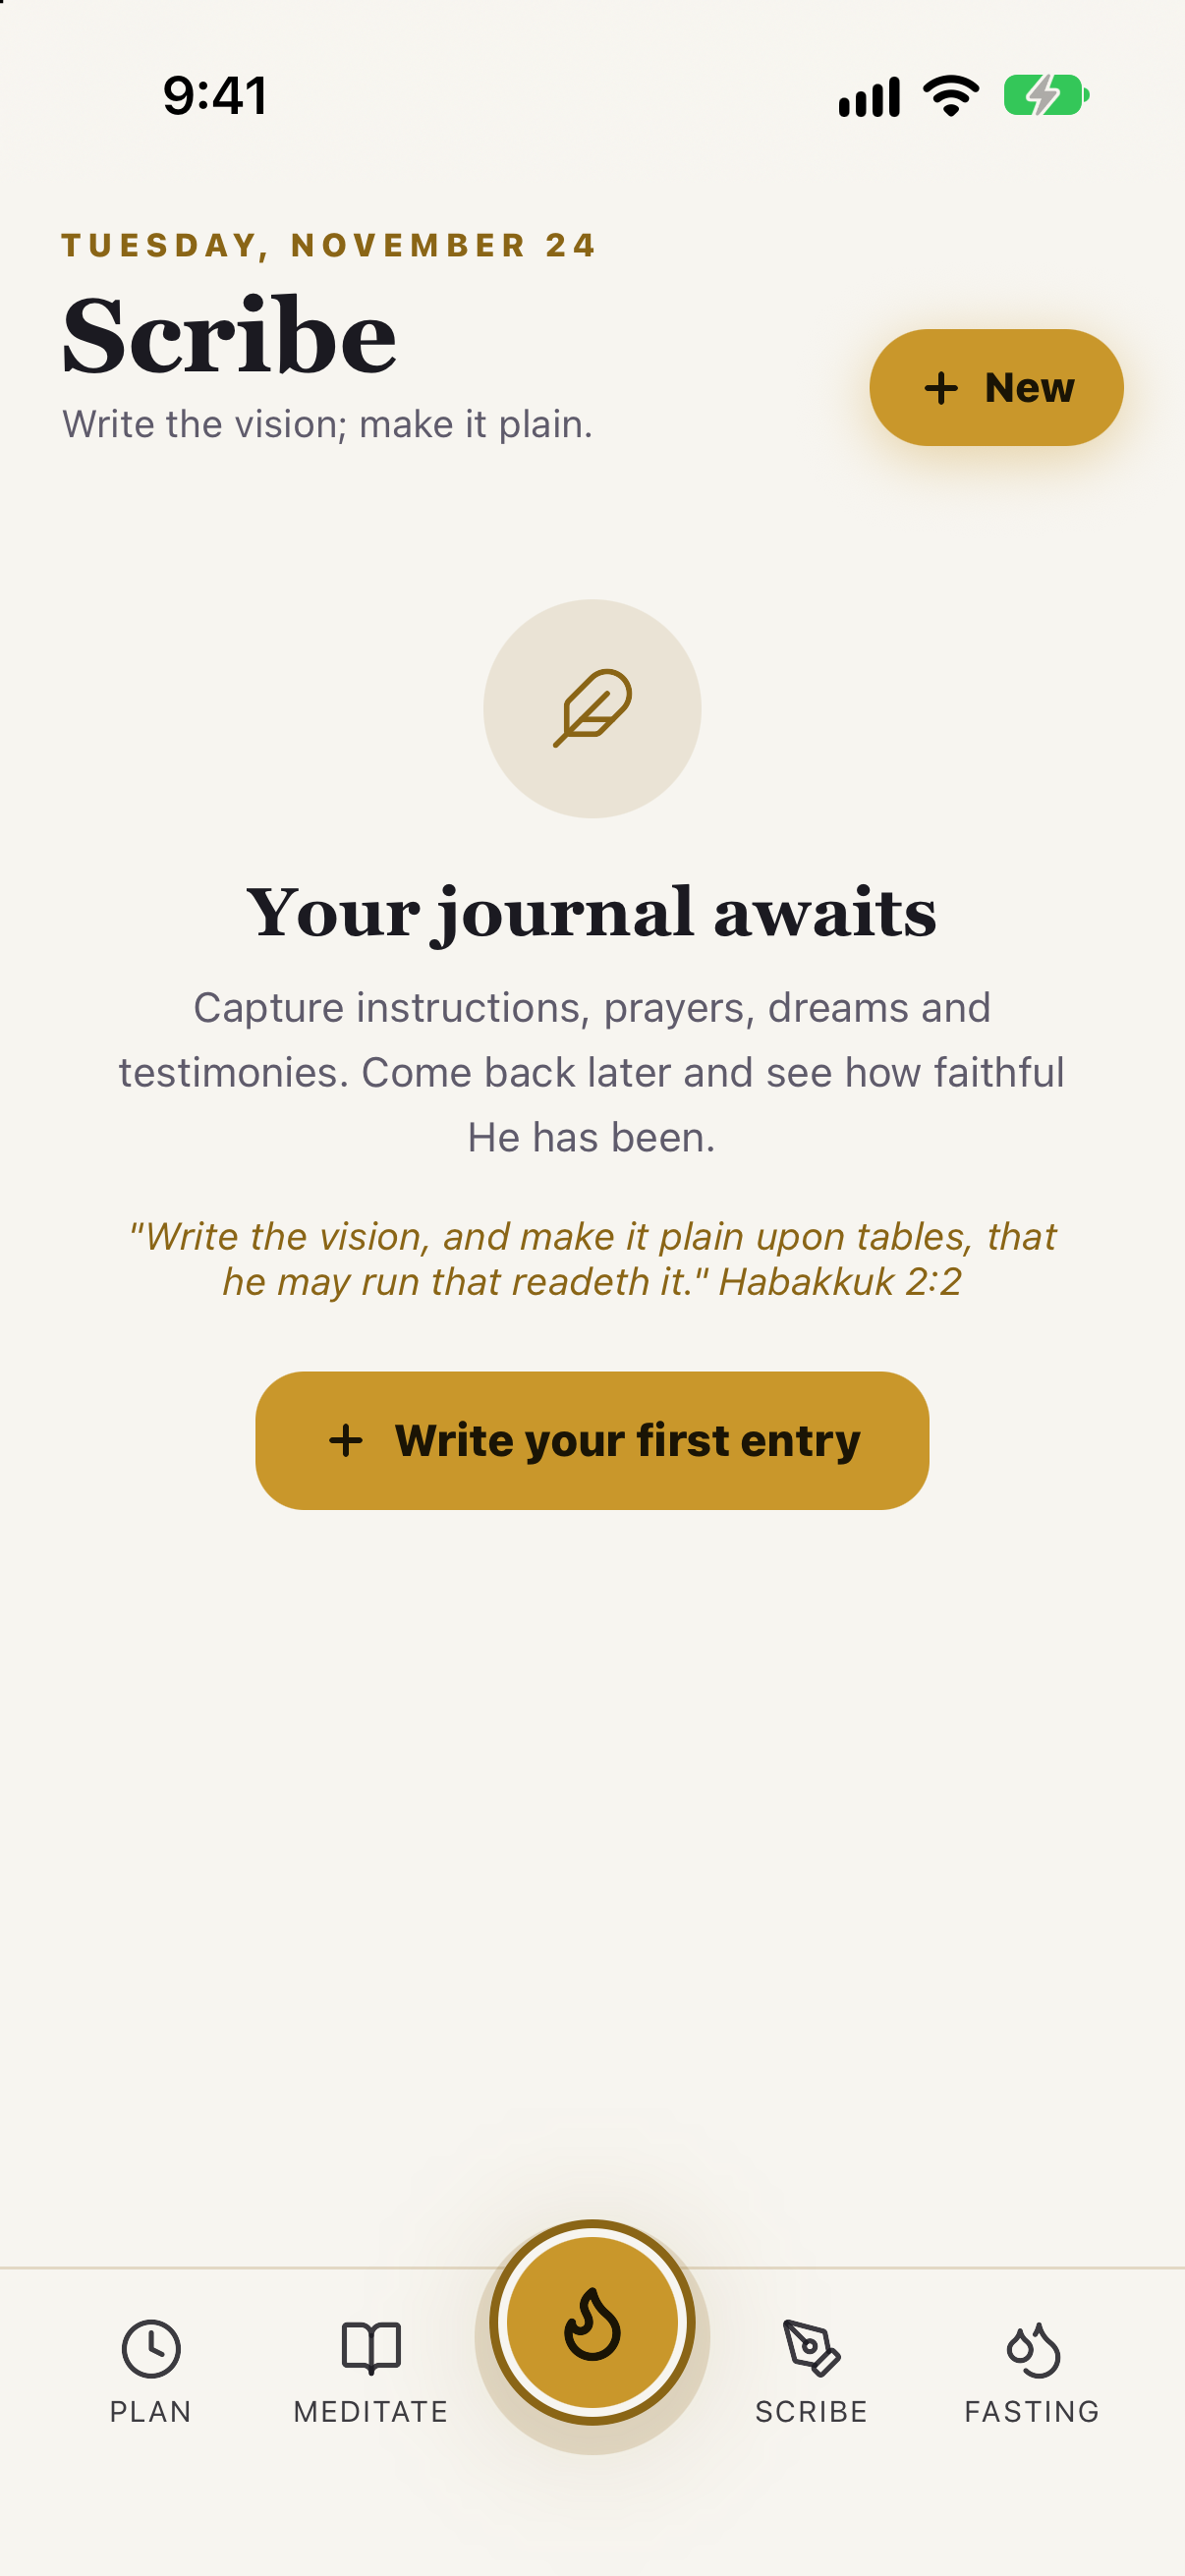 9:41
TUESDAY, NOVEMBER 24
Scribe
Write the vision; make it plain.
+ New
Your journal awaits
Capture instructions, prayers, dreams and
testimonies. Come back later and see how faithful
He has been.
"Write the vision, and make it plain upon tables, that
he may run that readeth it." Habakkuk 2:2
+ Write your first entry
PLAN
MEDITATE
SCRIBE
FASTING